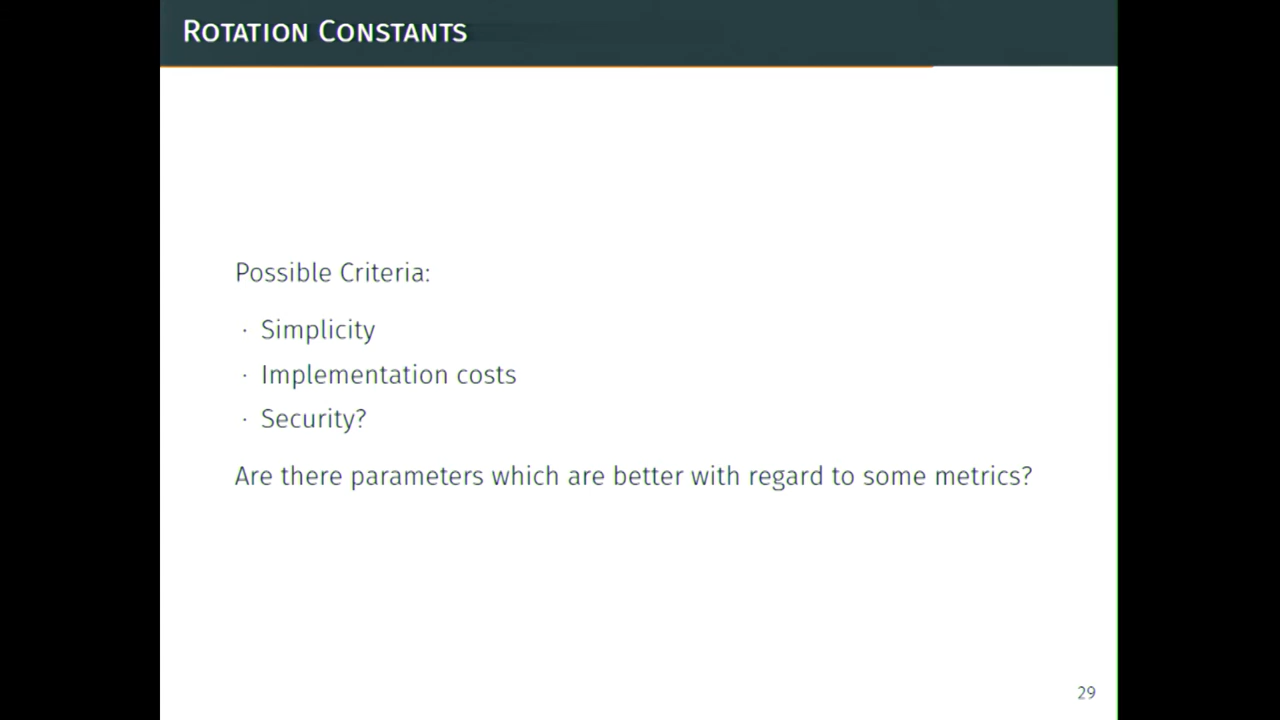 Rotation Constants
Possible Criteria:
· Simplicity
· Implementation costs
· Security?
Are there parameters which are better with regard to some metrics?
29